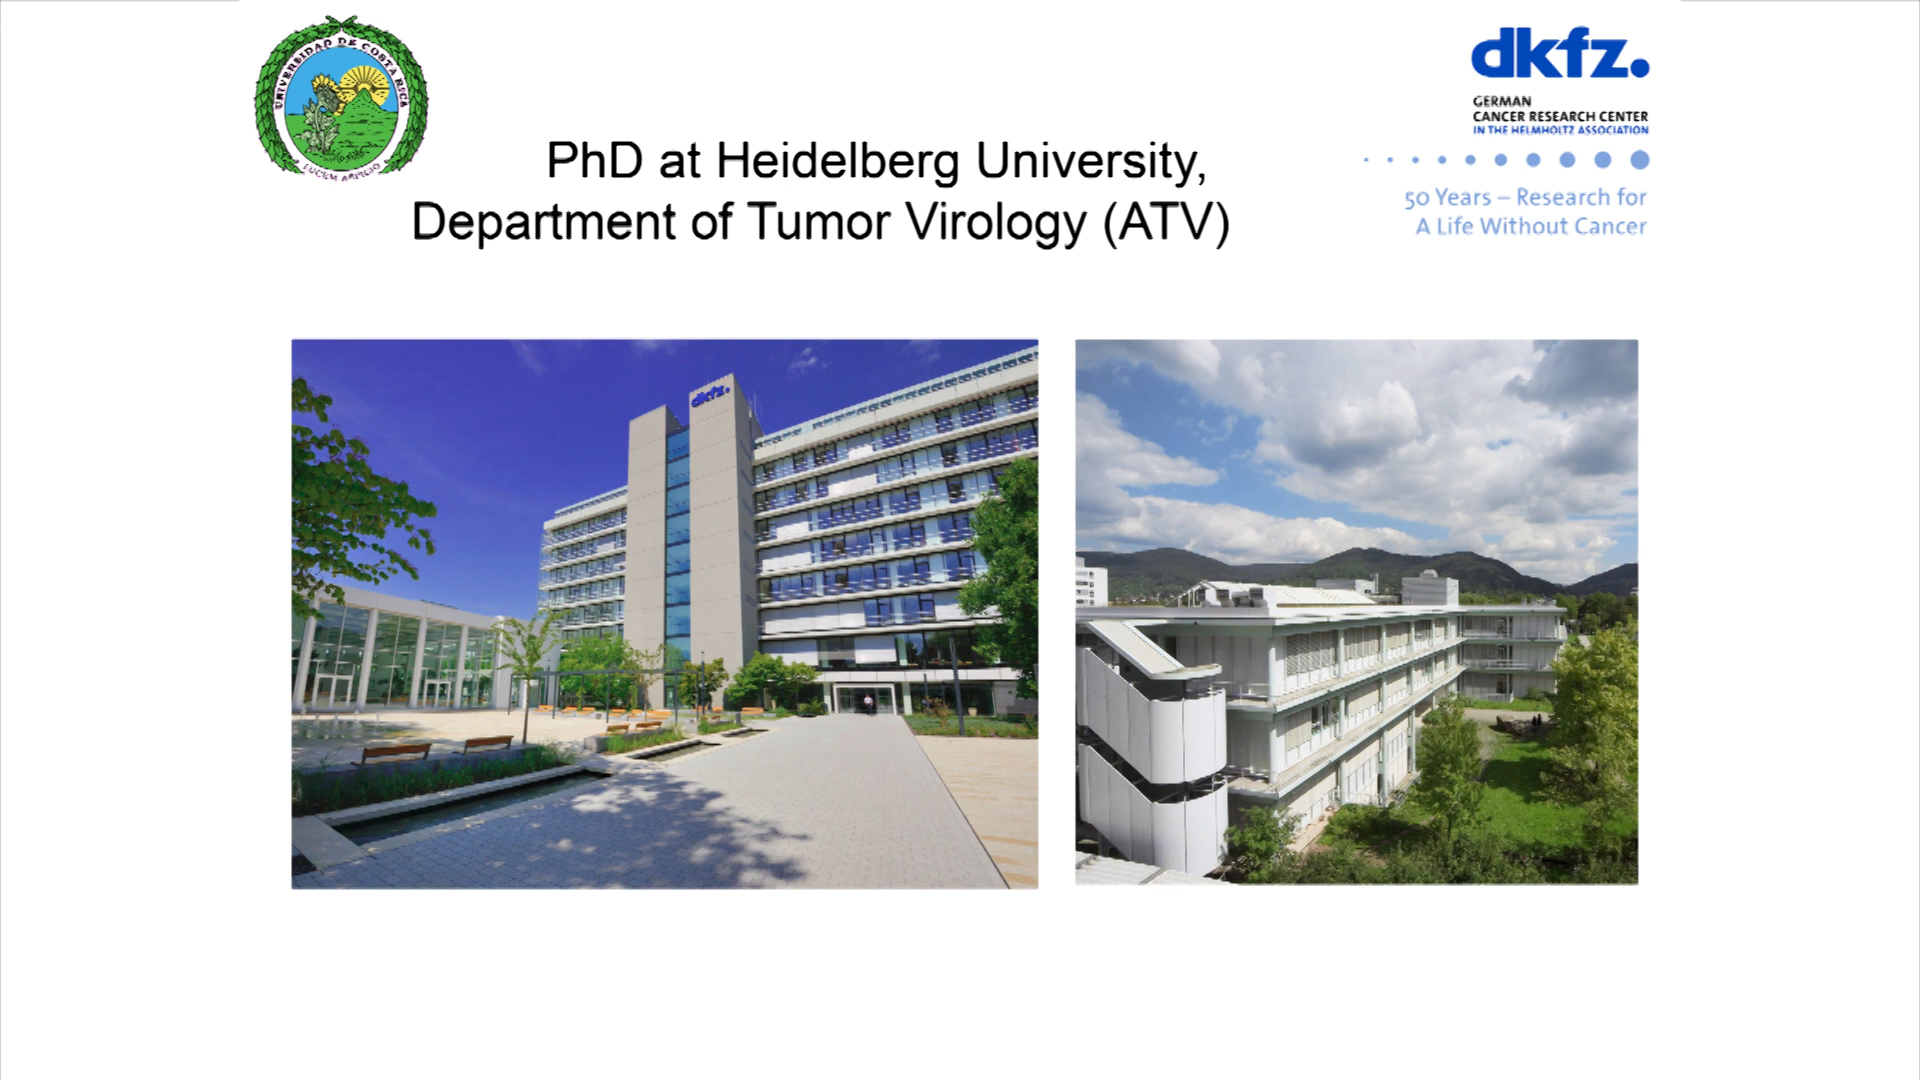 UNIVERSIDAD DE COSTA RICA
LUCEM ASPICIO
dkfz.
GERMAN
CANCER RESEARCH CENTER
IN THE HELMHOLTZ ASSOCIATION
50 Years – Research for
A Life Without Cancer
PhD at Heidelberg University,
Department of Tumor Virology (ATV)
dkfz.